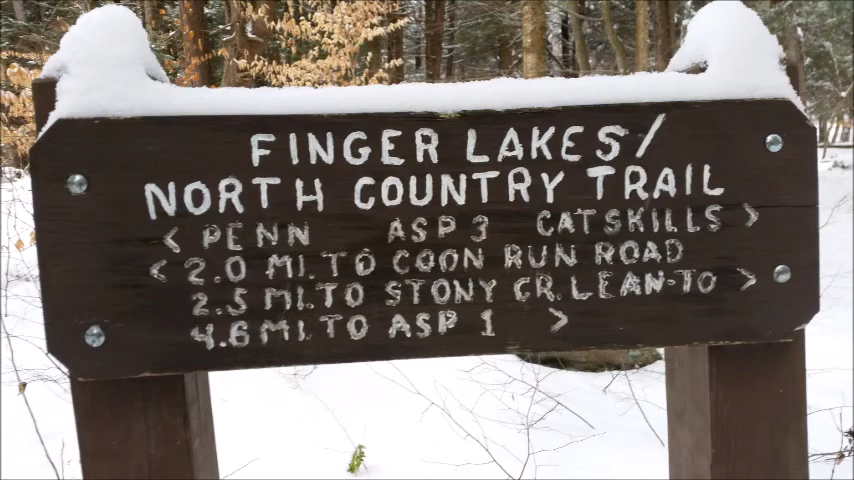 FINGER LAKES/
NORTH COUNTRY TRAIL
< PENN ASP 3 CATSKILLS >
< 2.0 MI. TO COON RUN ROAD
2.5 MI. TO STONY CR. LEAN-TO >
4.6 MI. TO ASP 1 >